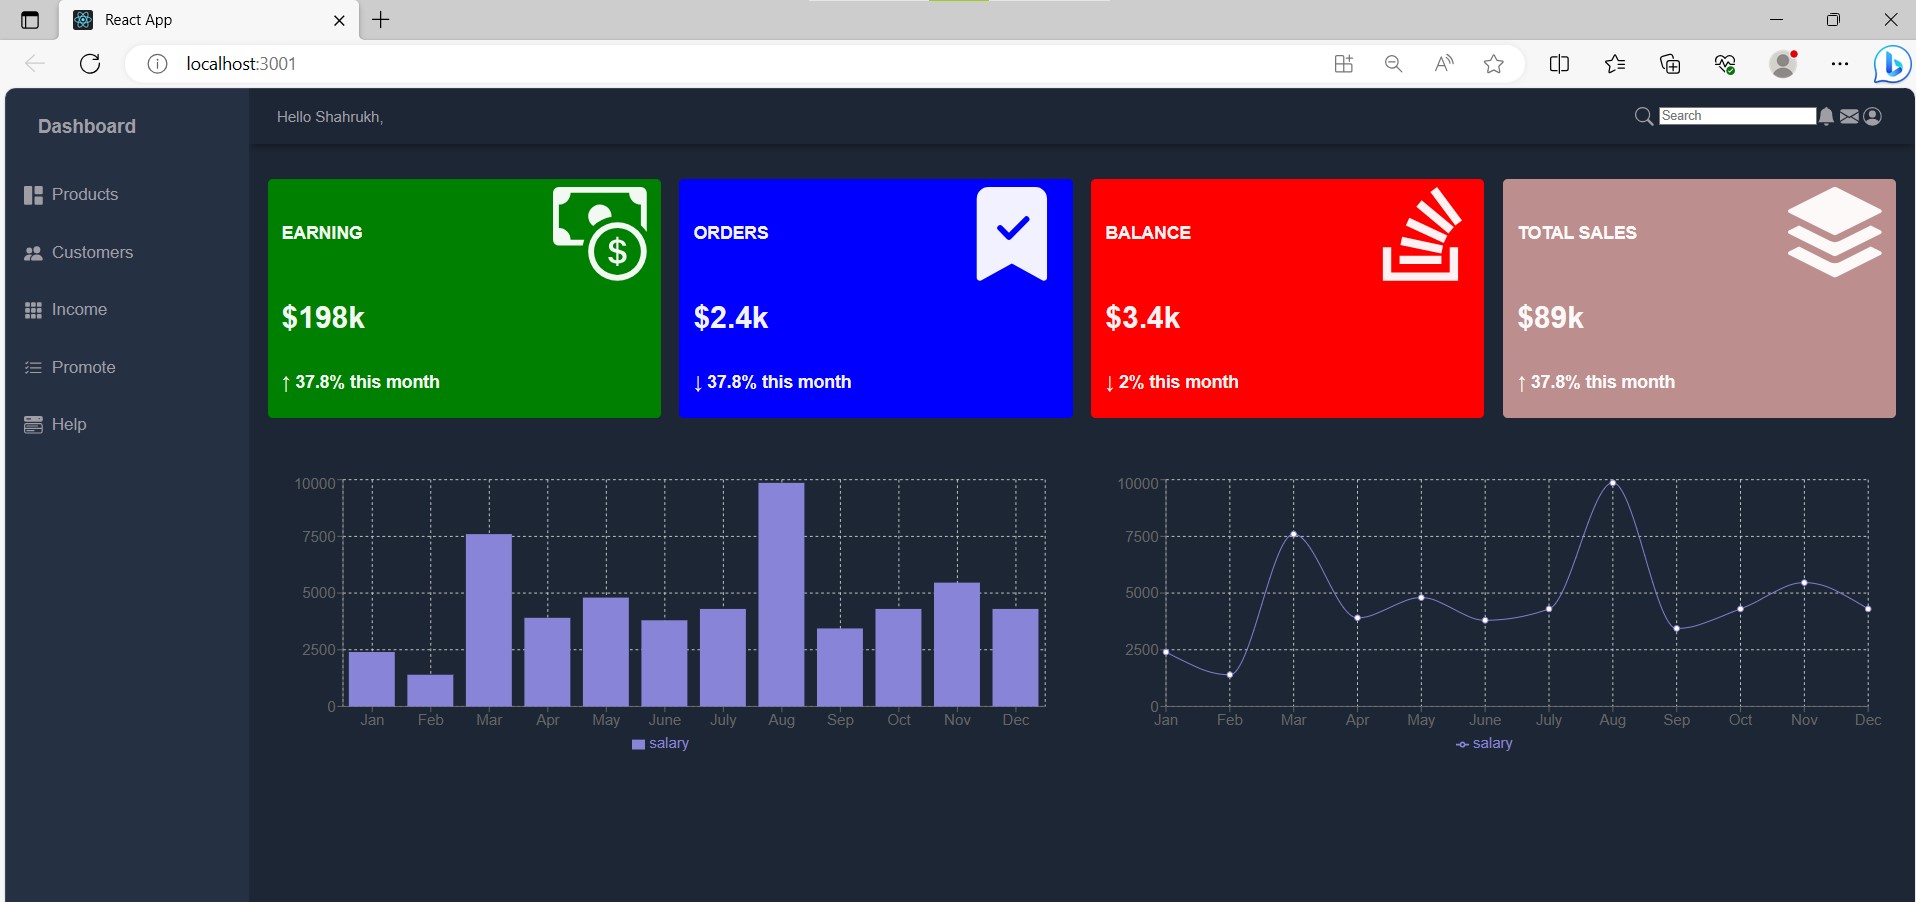 React App
localhost:3001
Dashboard
Hello Shahrukh,
Search
Products
Customers
Income
Promote
Help
EARNING
$
$198k
↑ 37.8% this month
ORDERS
$2.4k
↓ 37.8% this month
BALANCE
$3.4k
↓ 2% this month
TOTAL SALES
$89k
↑ 37.8% this month
10000
7500
5000
2500
0
Jan Feb Mar Apr May June July Aug Sep Oct Nov Dec
salary
10000
7500
5000
2500
0
Jan Feb Mar Apr May June July Aug Sep Oct Nov Dec
salary